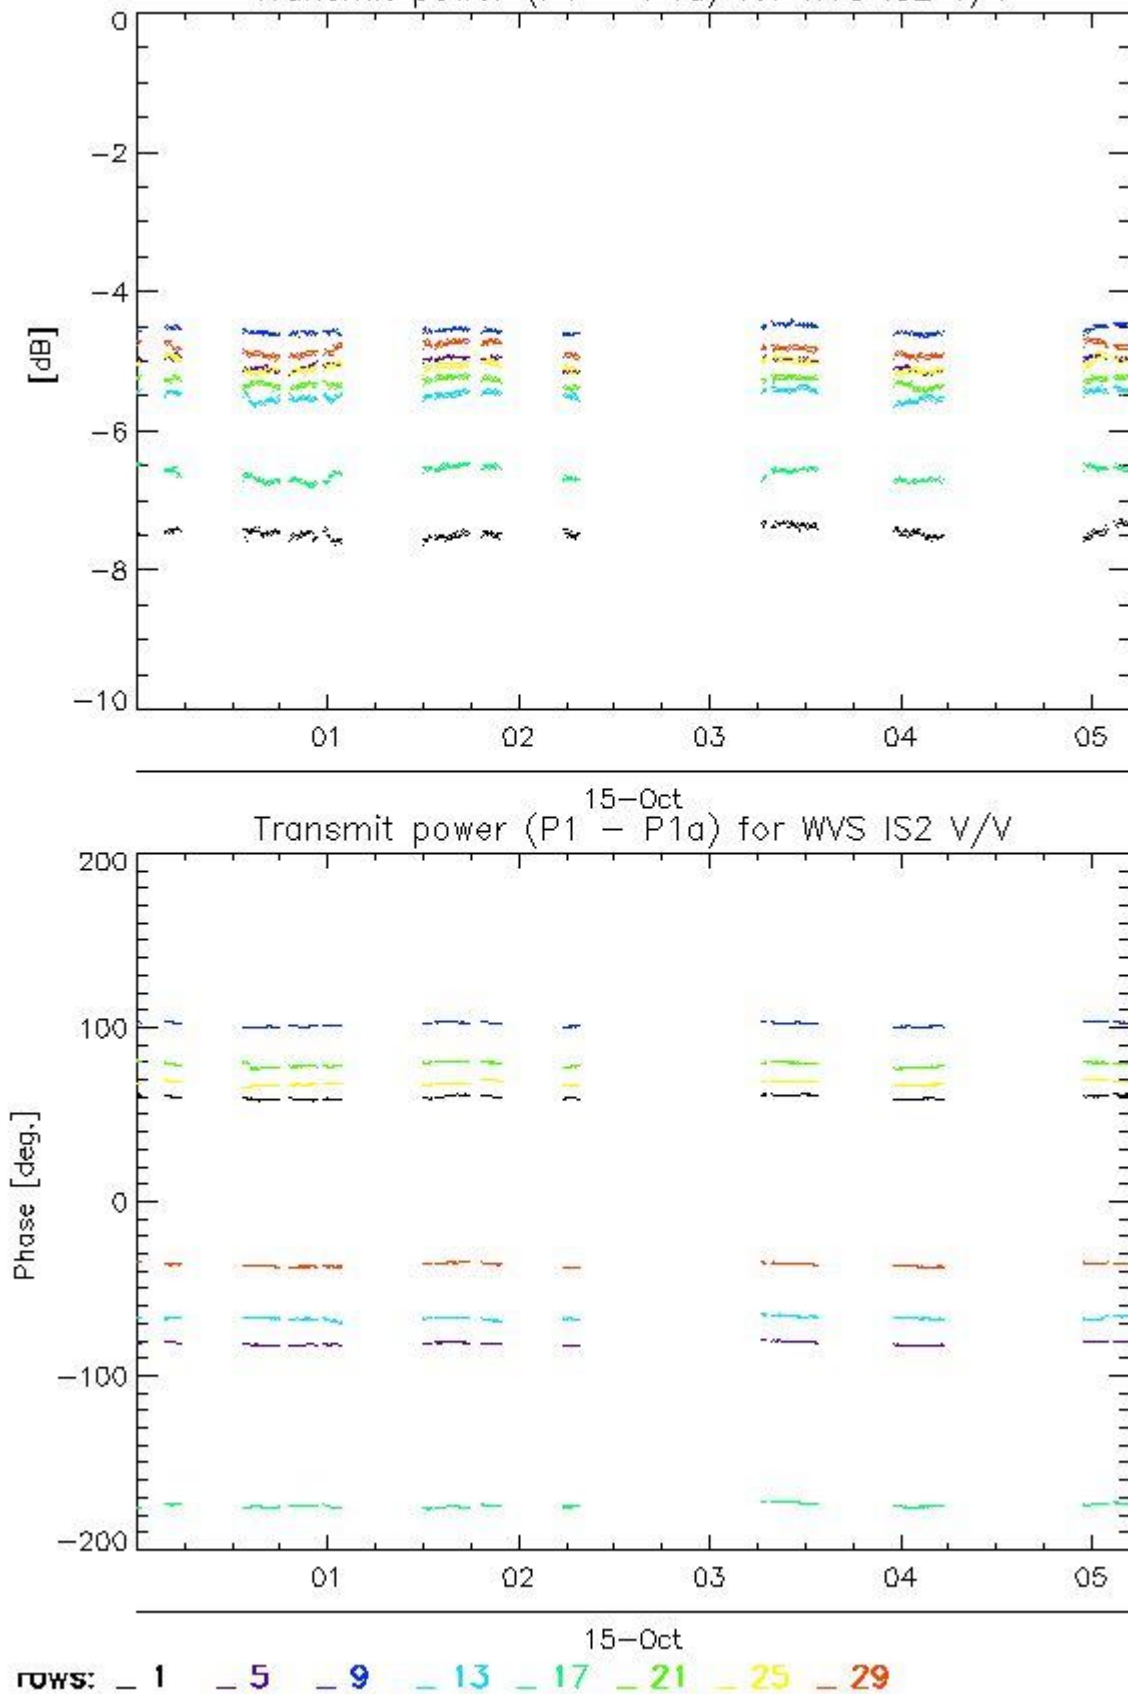 0
-2
-4
[dB]
-6
-8
-10
01 02 03 04 05
15-Oct
Transmit power (P1 - P1a) for WVS IS2 V/V
200
100
0
Phase [deg.]
-100
-200
01 02 03 04 05
15-Oct
rows: _ 1 _ 5 _ 9 _ 13 _ 17 _ 21 _ 25 _ 29